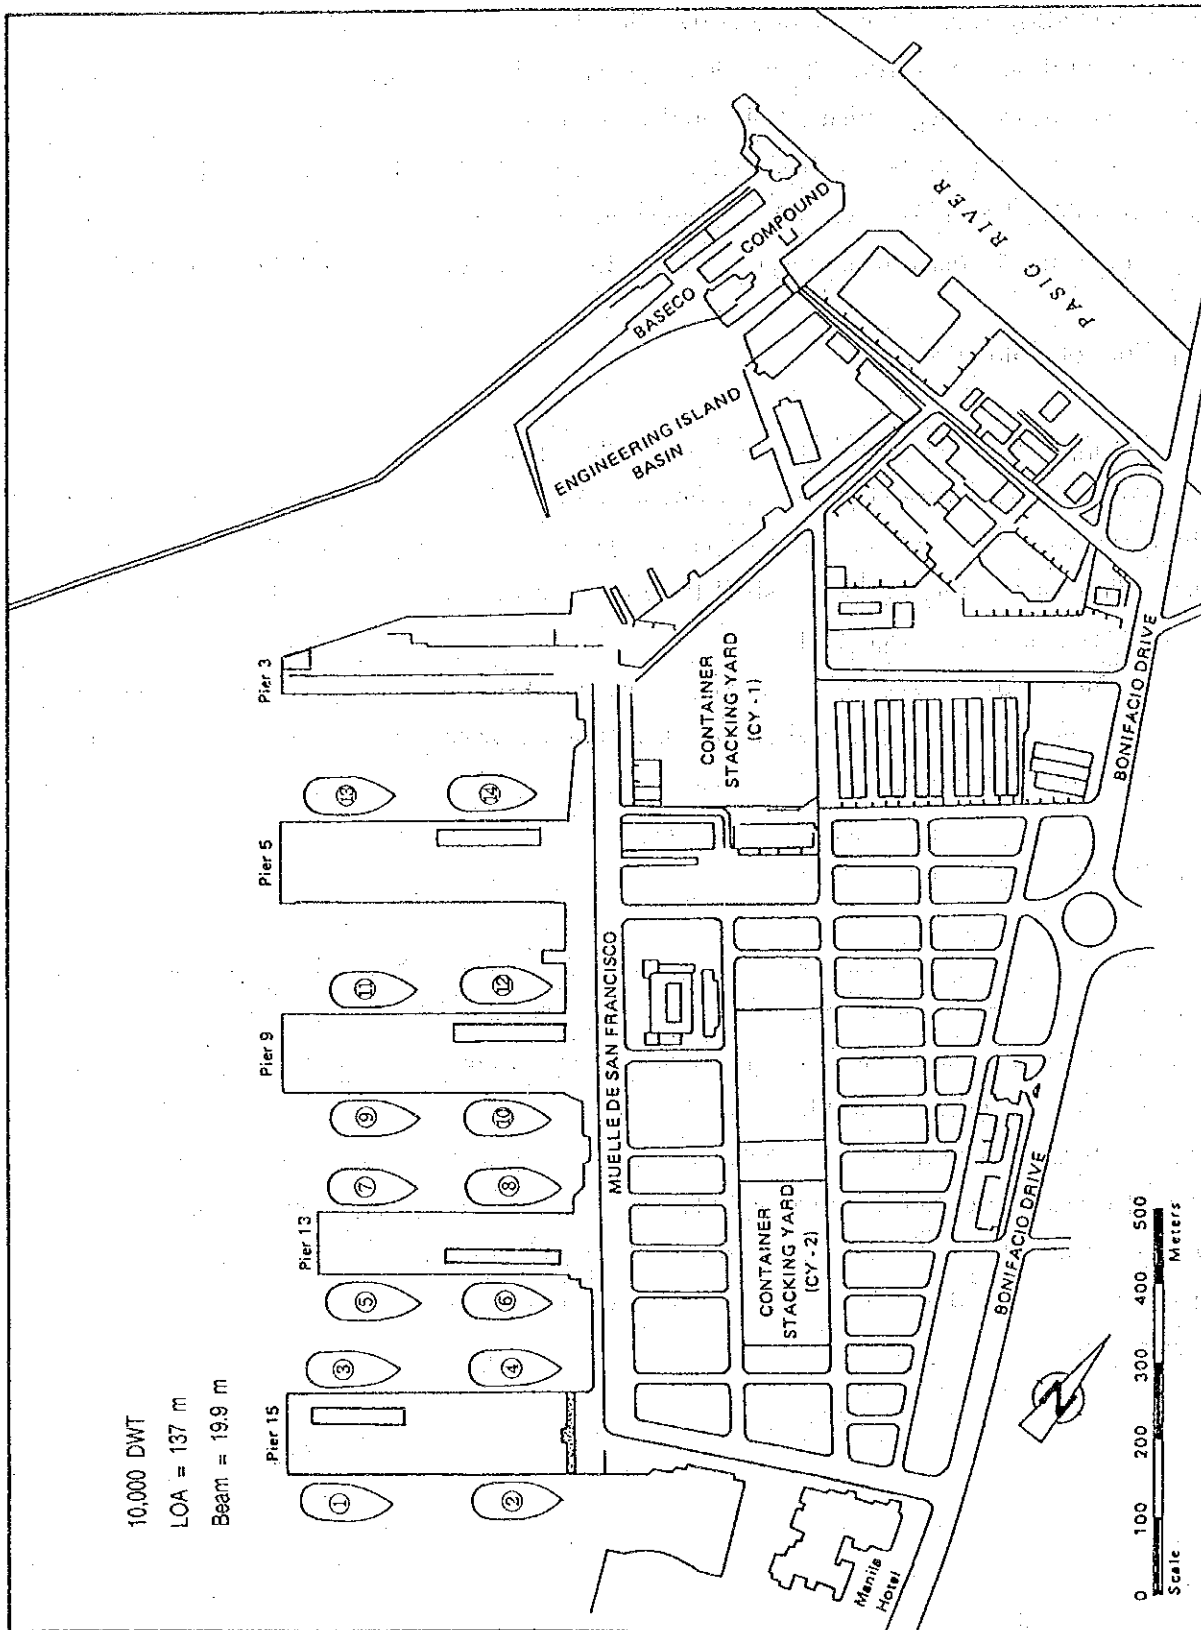 10,000 DWT
LOA = 137 m
Beam = 19.9 m
Pier 3
Pier 5
Pier 9
Pier 13
Pier 15
①
②
③
④
⑤
⑥
⑦
⑧
⑨
⑩
⑪
⑫
⑬
⑭
BASECO
COMPOUND
PASIG RIVER
ENGINEERING ISLAND
BASIN
MUELLE DE SAN FRANCISCO
CONTAINER
STACKING YARD
(CY - 1)
CONTAINER
STACKING YARD
(CY - 2)
BONIFACIO DRIVE
BONIFACIO DRIVE
Manila
Hotel
N
0 100 200 300 400 500
Scale Meters